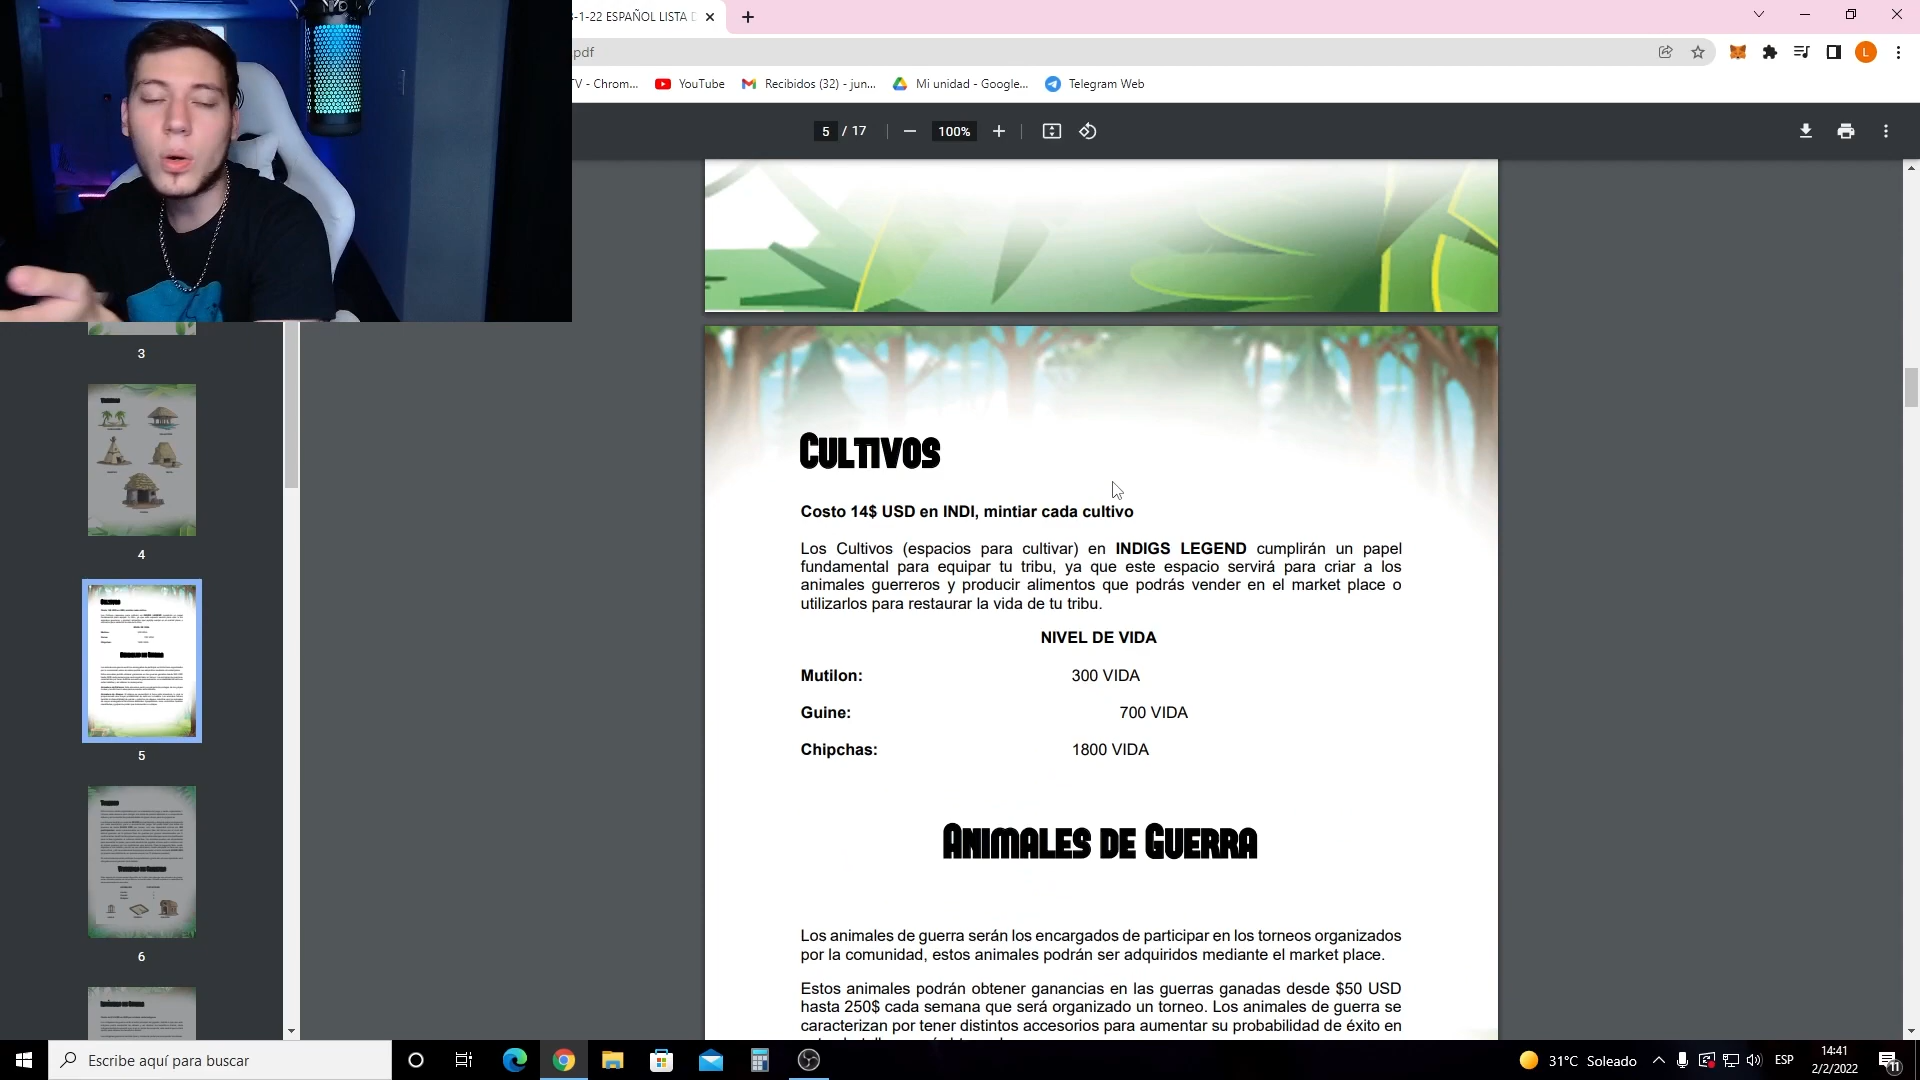 3-1-22 ESPAÑOL LISTA D
.pdf
TV - Chrom...
YouTube
Recibidos (32) - jun...
Mi unidad - Google...
Telegram Web
L
5 / 17
100%
3
4
5
6
CULTIVOS
Costo 14$ USD en INDI, mintiar cada cultivo
Los Cultivos (espacios para cultivar) en INDIGS LEGEND cumplirán un papel
fundamental para equipar tu tribu, ya que este espacio servirá para criar a los
animales guerreros y producir alimentos que podrás vender en el market place o
utilizarlos para restaurar la vida de tu tribu.
NIVEL DE VIDA
Mutilon: 300 VIDA
Guine: 700 VIDA
Chipchas: 1800 VIDA
ANIMALES DE GUERRA
Los animales de guerra serán los encargados de participar en los torneos organizados
por la comunidad, estos animales podrán ser adquiridos mediante el market place.
Estos animales podrán obtener ganancias en las guerras ganadas desde $50 USD
hasta 250$ cada semana que será organizado un torneo. Los animales de guerra se
caracterizan por tener distintos accesorios para aumentar su probabilidad de éxito en
Escribe aquí para buscar
31°C Soleado
ESP
14:41
2/2/2022
11